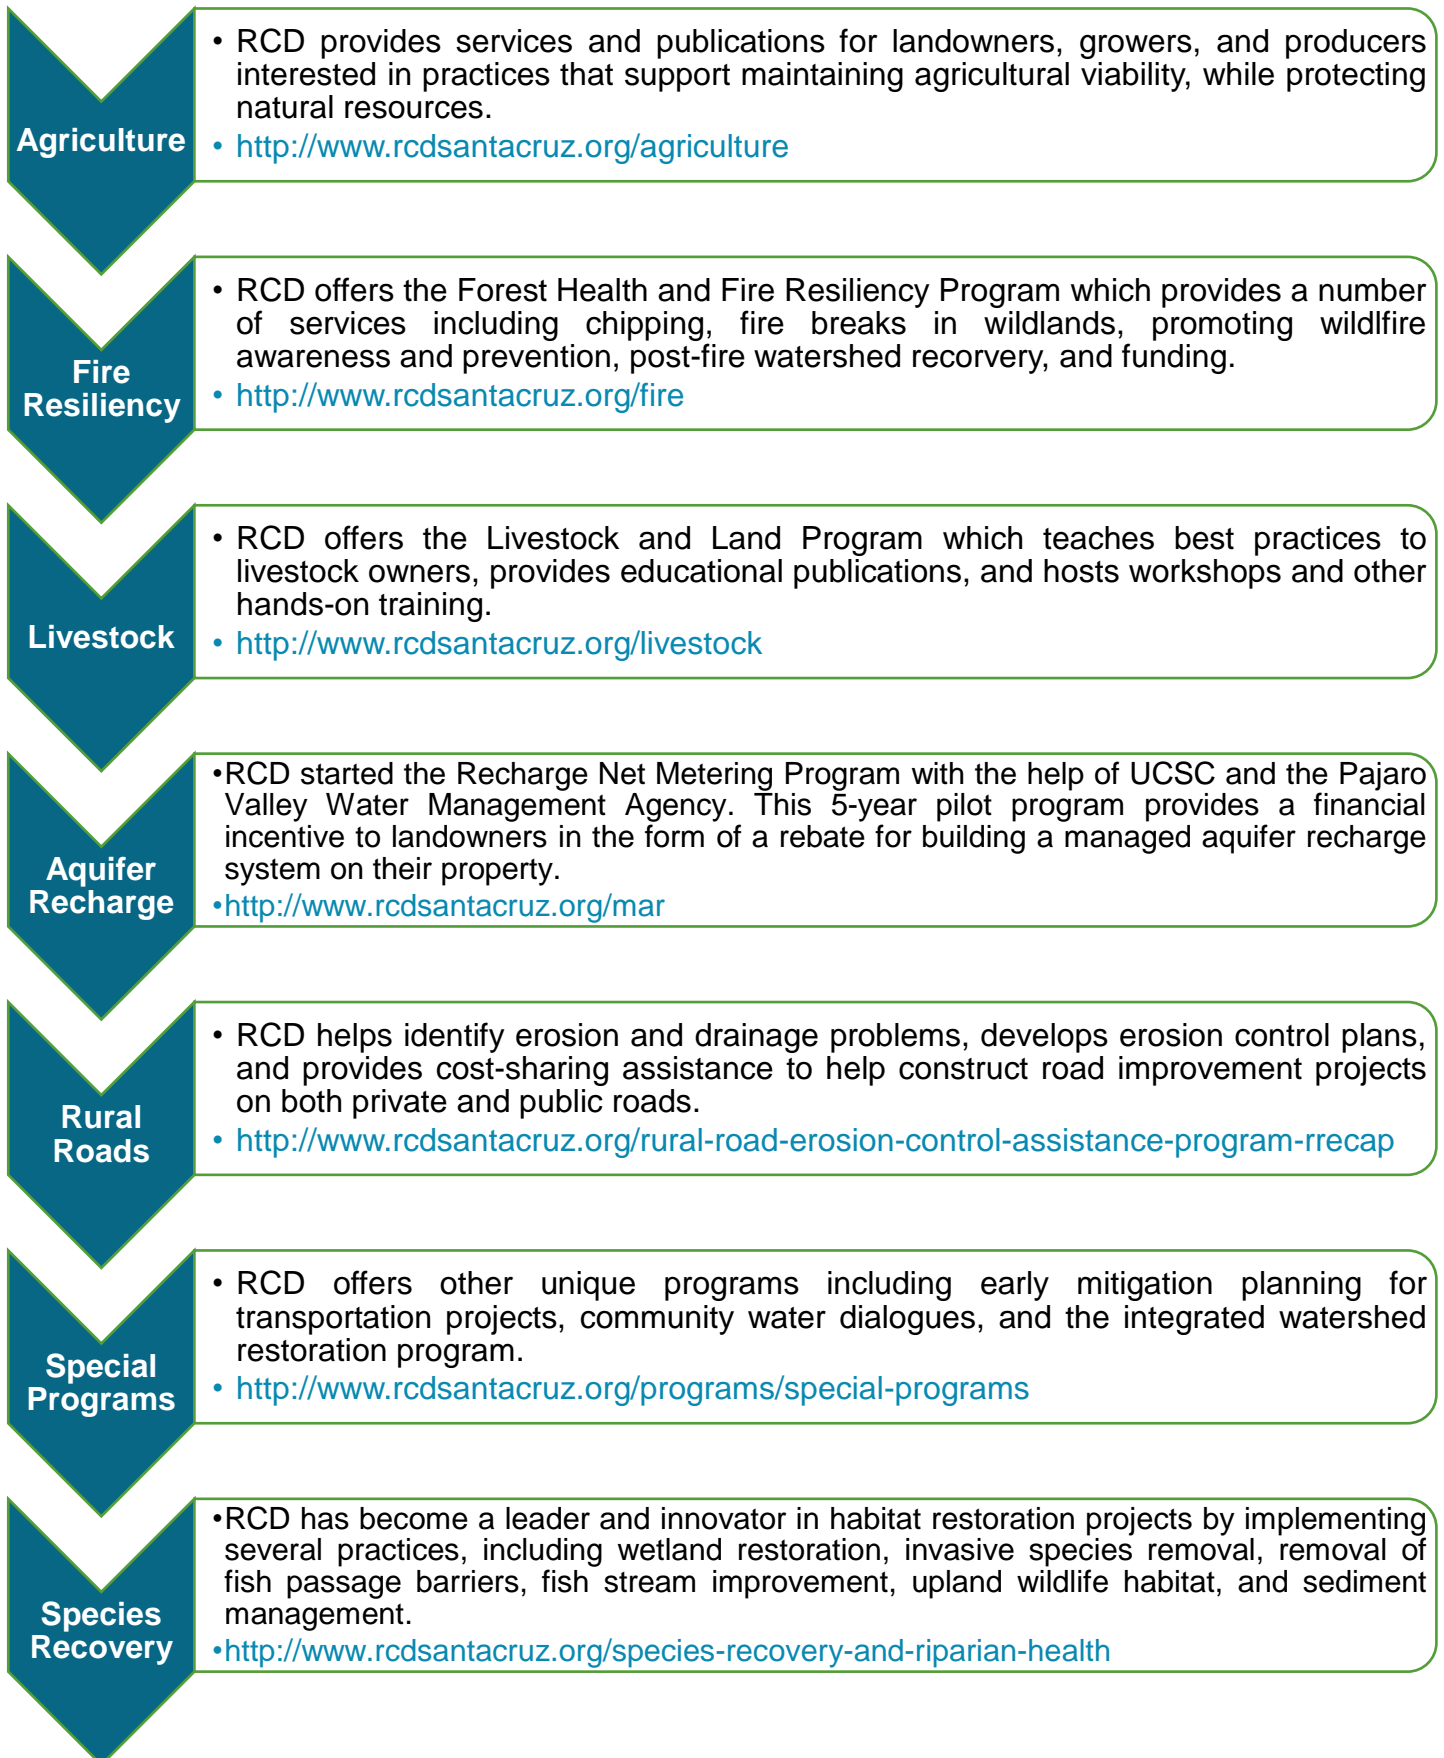 Agriculture
• RCD provides services and publications for landowners, growers, and producers
interested in practices that support maintaining agricultural viability, while protecting
natural resources.
• http://www.rcdsantacruz.org/agriculture
Fire
Resiliency
• RCD offers the Forest Health and Fire Resiliency Program which provides a number
of services including chipping, fire breaks in wildlands, promoting wildlfire
awareness and prevention, post-fire watershed recorvery, and funding.
• http://www.rcdsantacruz.org/fire
Livestock
• RCD offers the Livestock and Land Program which teaches best practices to
livestock owners, provides educational publications, and hosts workshops and other
hands-on training.
• http://www.rcdsantacruz.org/livestock
Aquifer
Recharge
•RCD started the Recharge Net Metering Program with the help of UCSC and the Pajaro
Valley Water Management Agency. This 5-year pilot program provides a financial
incentive to landowners in the form of a rebate for building a managed aquifer recharge
system on their property.
•http://www.rcdsantacruz.org/mar
Rural
Roads
• RCD helps identify erosion and drainage problems, develops erosion control plans,
and provides cost-sharing assistance to help construct road improvement projects
on both private and public roads.
• http://www.rcdsantacruz.org/rural-road-erosion-control-assistance-program-rrecap
Special
Programs
• RCD offers other unique programs including early mitigation planning for
transportation projects, community water dialogues, and the integrated watershed
restoration program.
• http://www.rcdsantacruz.org/programs/special-programs
Species
Recovery
•RCD has become a leader and innovator in habitat restoration projects by implementing
several practices, including wetland restoration, invasive species removal, removal of
fish passage barriers, fish stream improvement, upland wildlife habitat, and sediment
management.
•http://www.rcdsantacruz.org/species-recovery-and-riparian-health